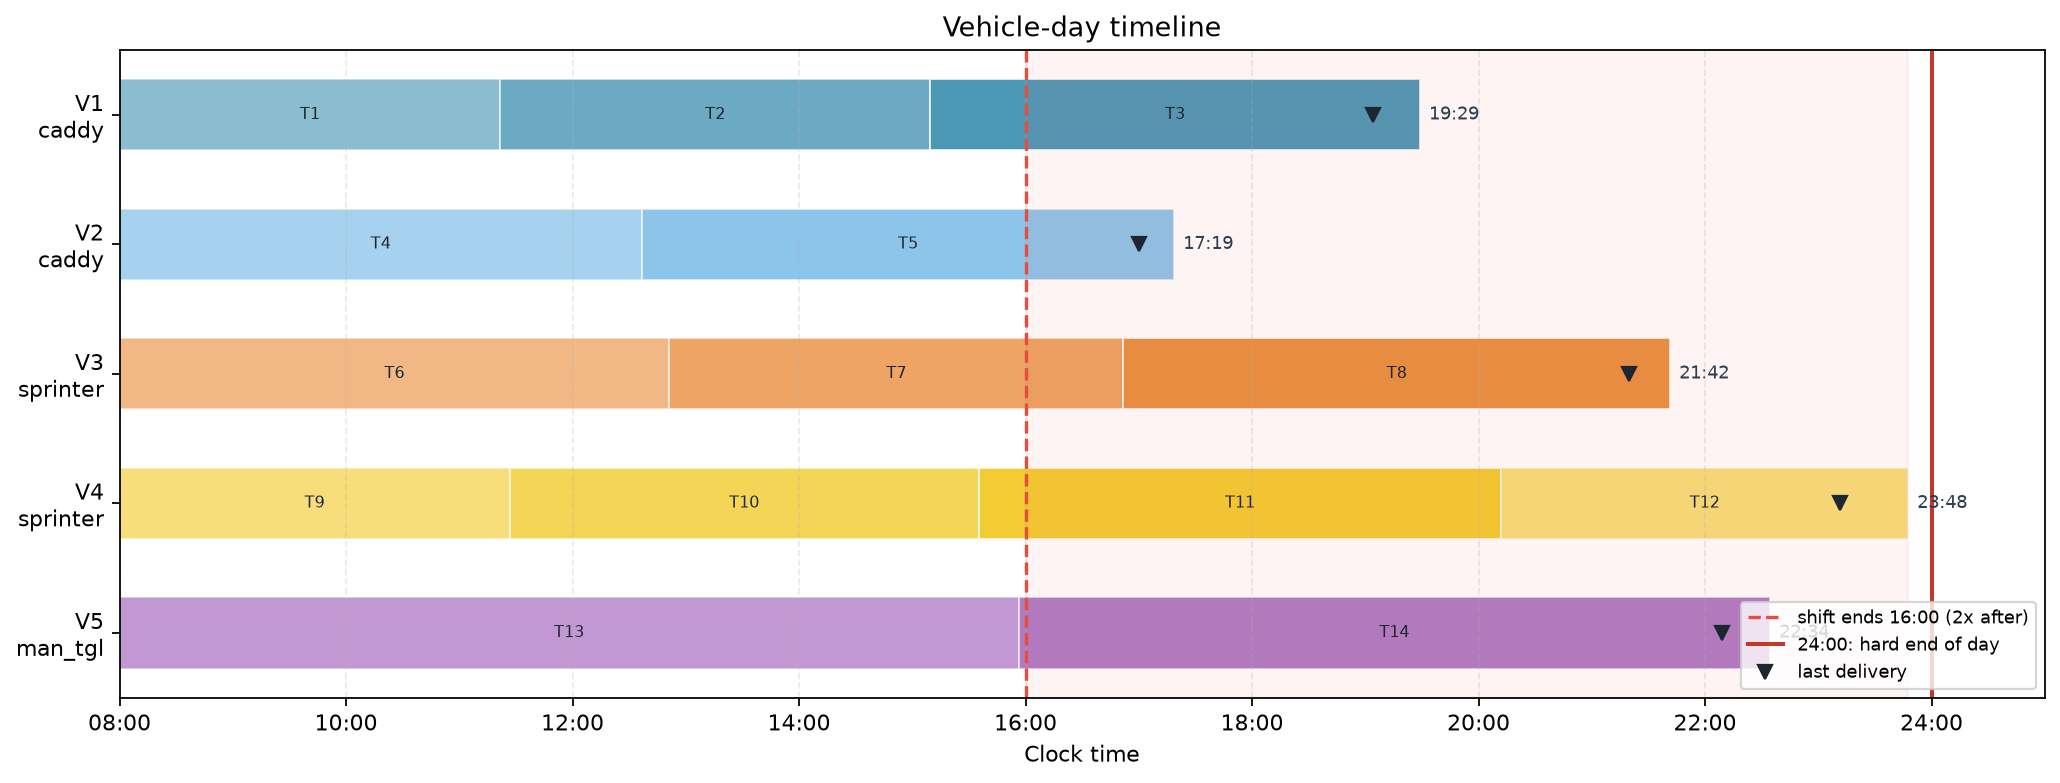 Vehicle-day timeline
V1
caddy
T1
T2
T3
19:29
V2
caddy
T4
T5
17:19
V3
sprinter
T6
T7
T8
21:42
V4
sprinter
T9
T10
T11
T12
23:48
V5
man_tgl
T13
T14
22:34
shift ends 16:00 (2x after)
24:00: hard end of day
last delivery
08:00
10:00
12:00
14:00
16:00
18:00
20:00
22:00
24:00
Clock time